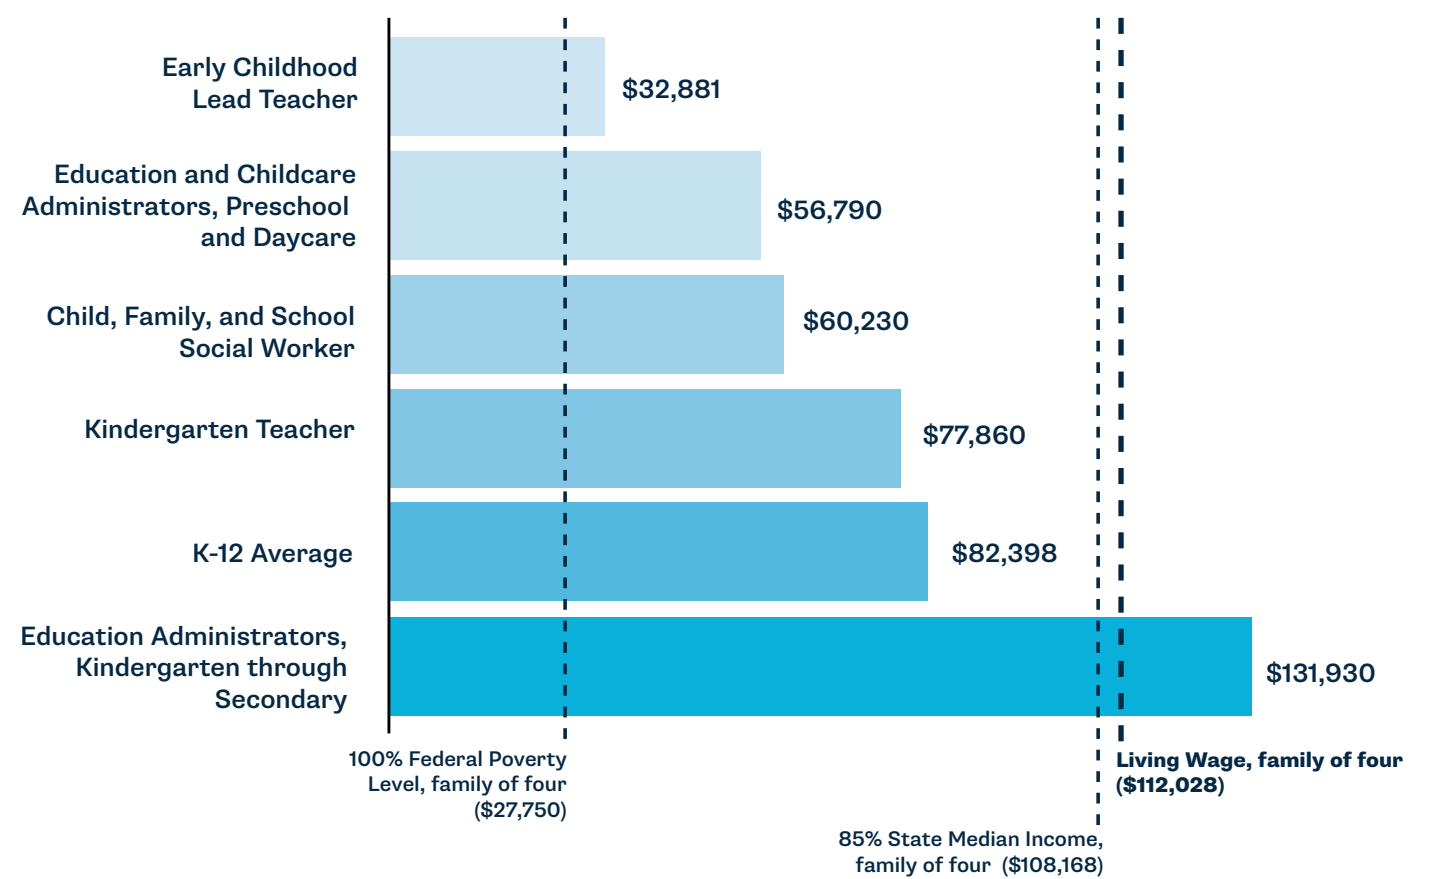 Early Childhood
Lead Teacher
$32,881
Education and Childcare
Administrators, Preschool
and Daycare
$56,790
Child, Family, and School
Social Worker
$60,230
Kindergarten Teacher
$77,860
K-12 Average
$82,398
Education Administrators,
Kindergarten through
Secondary
$131,930
100% Federal Poverty
Level, family of four
($27,750)
Living Wage, family of four
($112,028)
85% State Median Income,
family of four ($108,168)